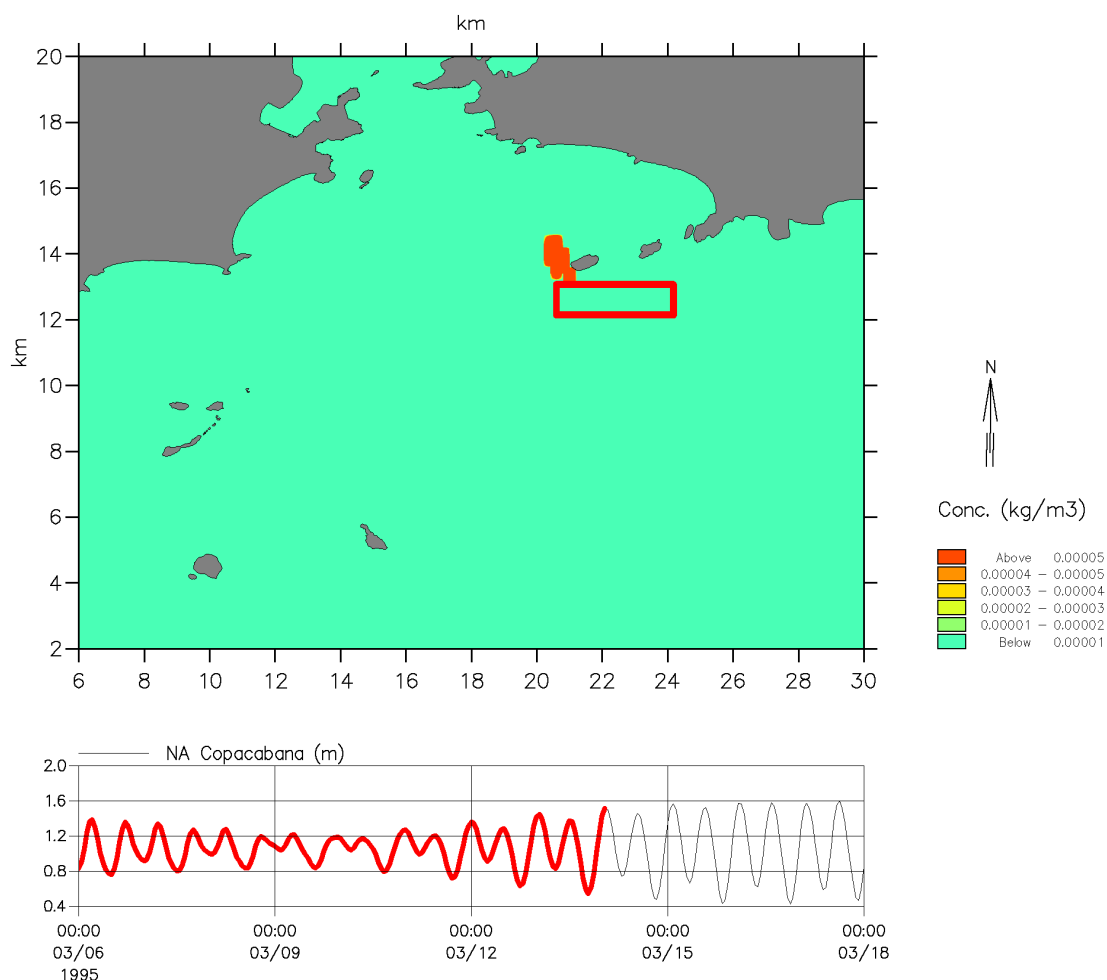 km
20
18
16
14
12
10
8
6
4
2
km
6 8 10 12 14 16 18 20 22 24 26 28 30
N
Conc. (kg/m3)
Above 0.00005
0.00004 – 0.00005
0.00003 – 0.00004
0.00002 – 0.00003
0.00001 – 0.00002
Below 0.00001
NA Copacabana (m)
2.0
1.6
1.2
0.8
0.4
00:00 00:00 00:00 00:00 00:00
03/06 03/09 03/12 03/15 03/18
1995